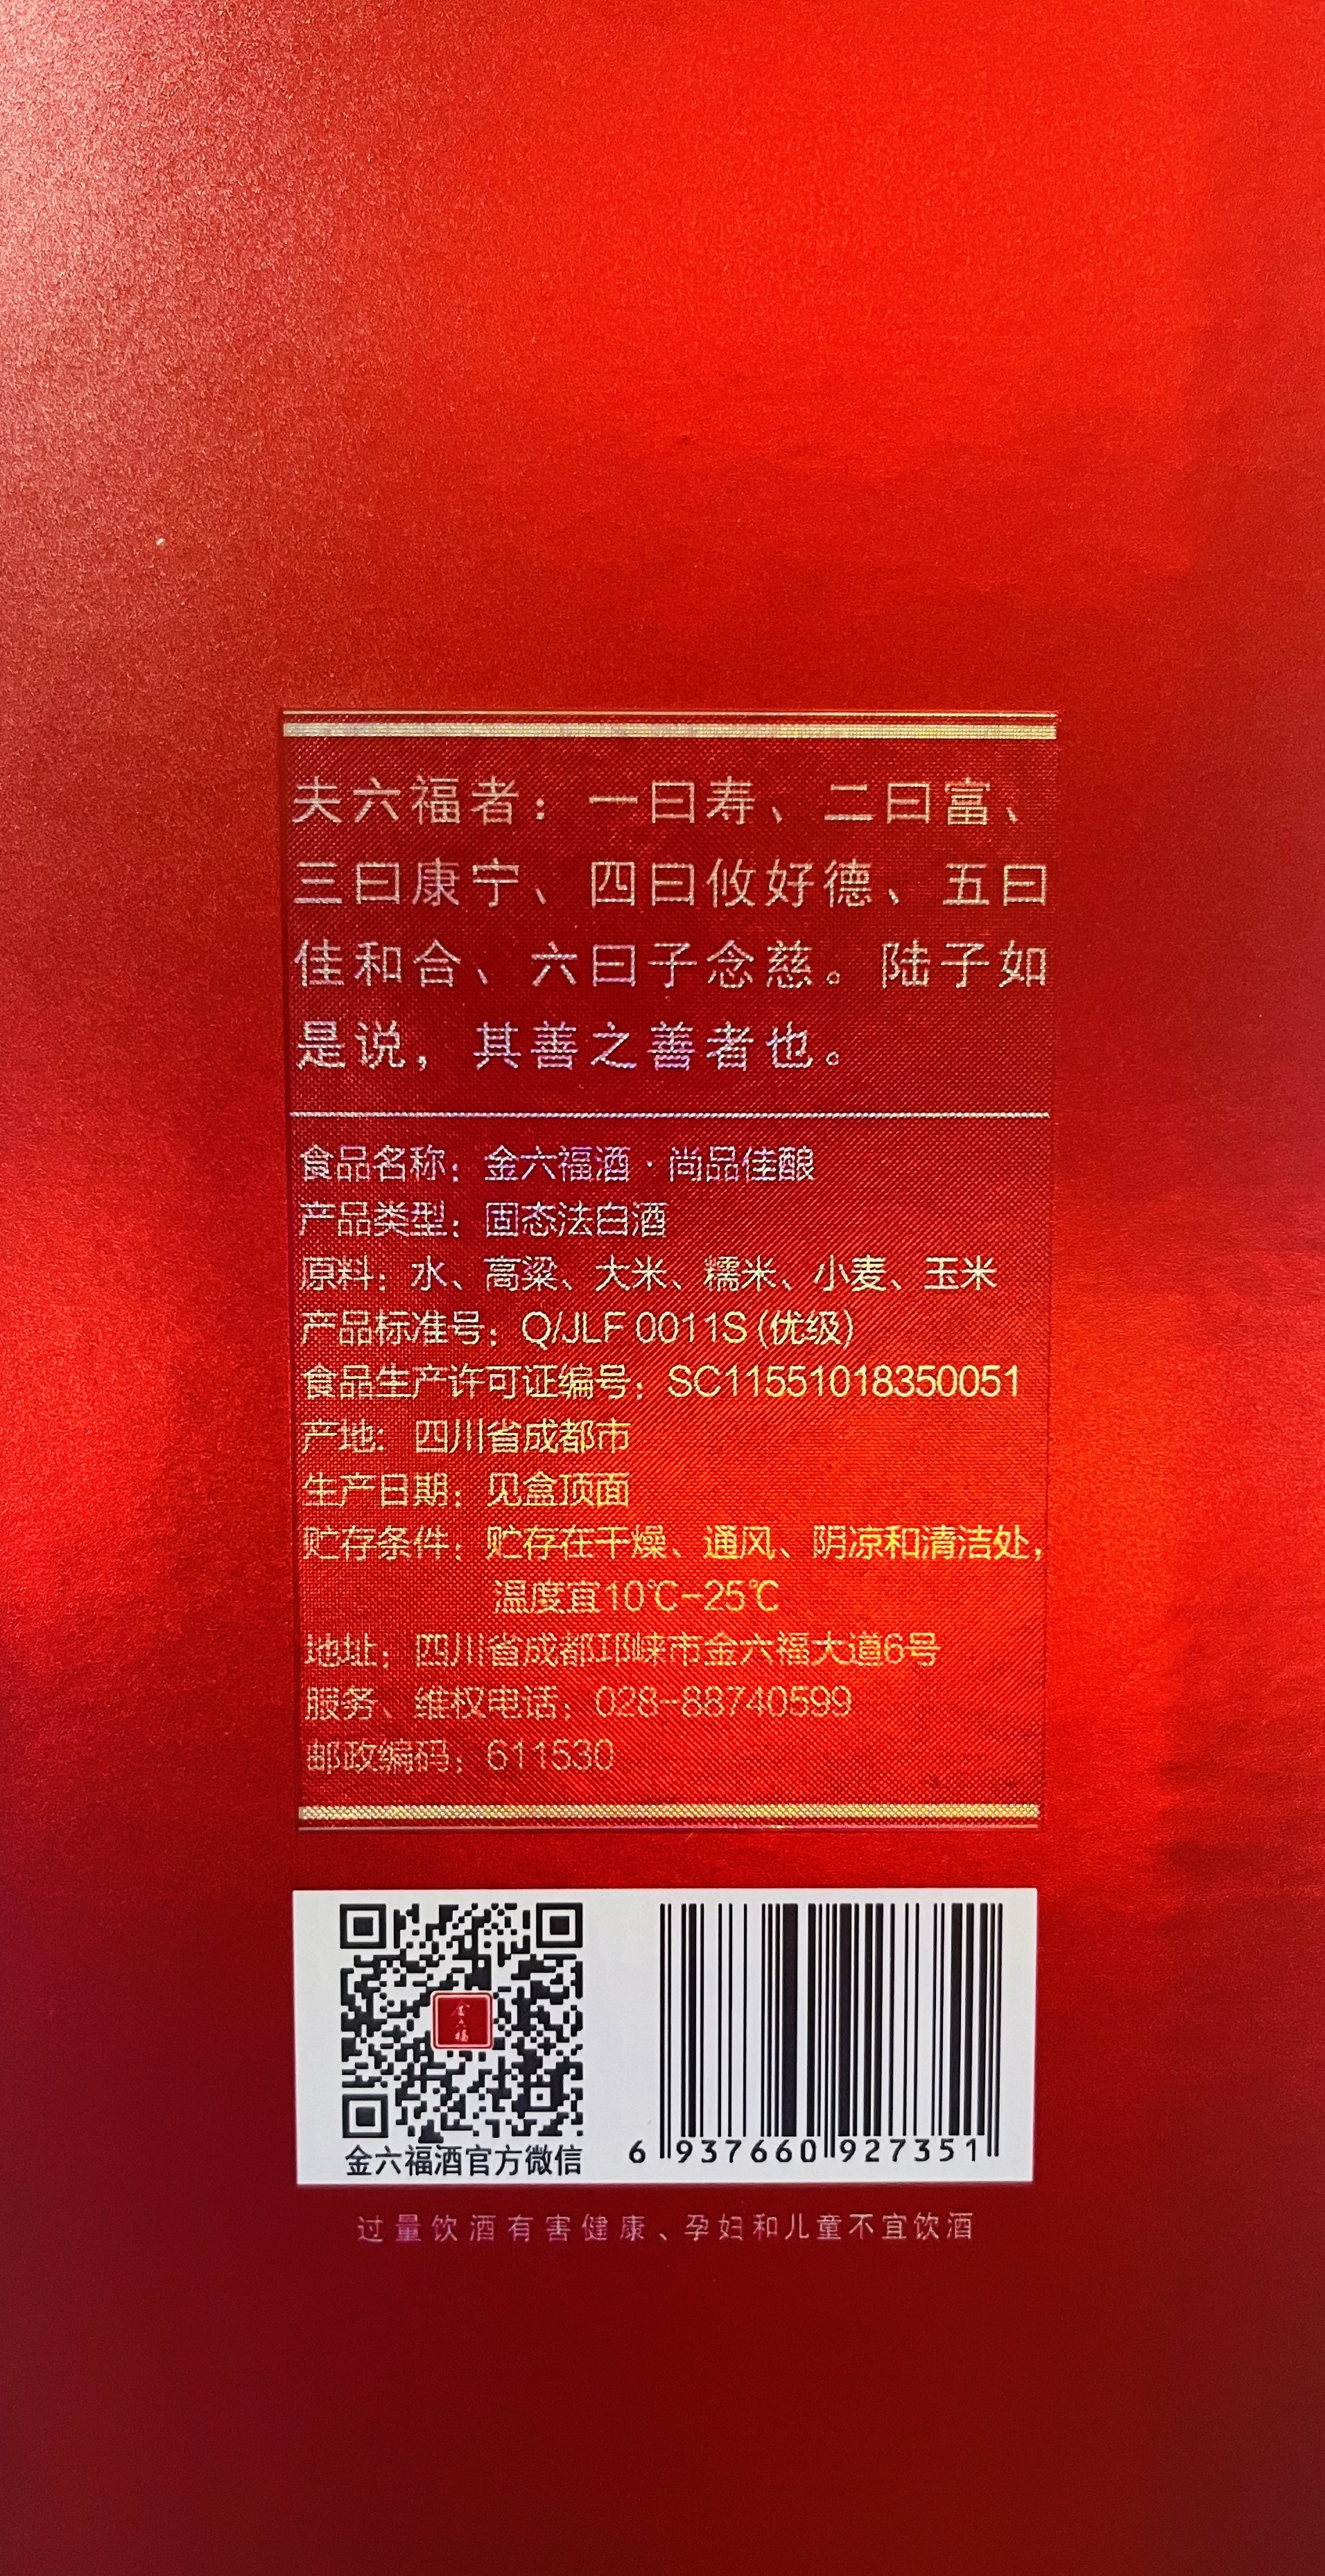 夫六福者：一曰寿、二曰富、
三曰康宁、四曰攸好德、五曰
佳和合、六曰子念慈。陆子如
是说，其善之善者也。
食品名称：金六福酒·尚品佳酿
产品类型：固态法白酒
原料：水、高粱、大米、糯米、小麦、玉米
产品标准号：Q/JLF 0011S (优级)
食品生产许可证编号：SC11551018350051
产地：四川省成都市
生产日期：见盒顶面
贮存条件：贮存在干燥、通风、阴凉和清洁处，
温度宜10℃-25℃
地址：四川省成都邛崃市金六福大道6号
服务、维权电话：028-88740599
邮政编码：611530
金六福
金六福酒官方微信
6 937660 927351
过量饮酒有害健康、孕妇和儿童不宜饮酒